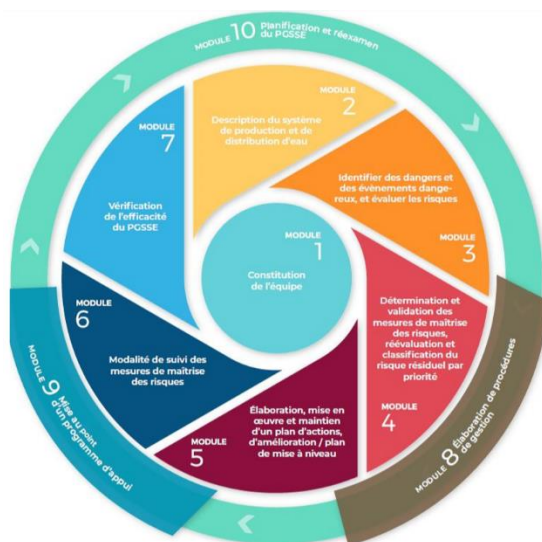 MODULE 10 Planification et réexamen
du PGSSE
MODULE
2
Description du système
de production et de
distribution d'eau
MODULE
7
Vérification
de l'efficacité
du PGSSE
Identifier des dangers et
des évènements dange-
reux, et évaluer les risques
MODULE
3
MODULE
1
Constitution
de l'équipe
Détermination et
validation des
mesures de maîtrise
des risques,
réévaluation et
classification du
risque résiduel par
priorité
MODULE
4
MODULE
6
Modalité de suivi des
mesures de maîtrise
des risques
Élaboration, mise en
œuvre et maintien
d'un plan d'actions,
d'amélioration / plan
de mise à niveau
MODULE
5
MODULE 8 Élaboration de procédures
de gestion
MODULE 9 Mise au point
d'un programme d'appui